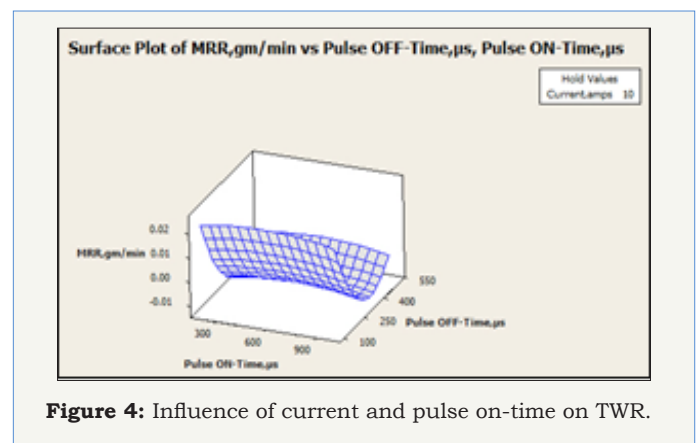 Surface Plot of MRR,gm/min vs Pulse OFF-Time,µs, Pulse ON-Time,µs
Hold Values
Current,amps 10
0.02
MRR,gm/min 0.01
0.00
-0.01
550
400
250 Pulse OFF-Time,µs
100
300
600
900
Pulse ON-Time,µs
Figure 4: Influence of current and pulse on-time on TWR.